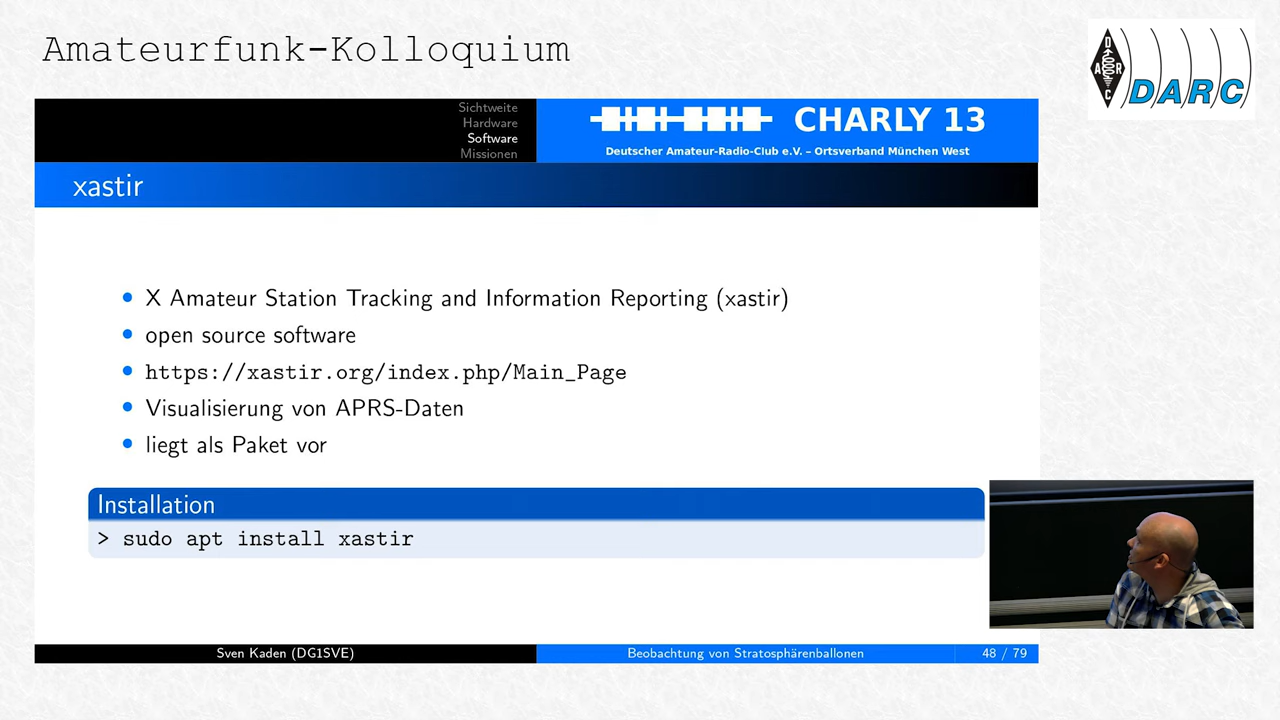 Amateurfunk-Kolloquium
DARC
DARC
Sichtweite
Hardware
Software
Missionen
CHARLY 13
Deutscher Amateur-Radio-Club e.V. – Ortsverband München West
xastir
X Amateur Station Tracking and Information Reporting (xastir)
open source software
https://xastir.org/index.php/Main_Page
Visualisierung von APRS-Daten
liegt als Paket vor
Installation
> sudo apt install xastir
Sven Kaden (DG1SVE)
Beobachtung von Stratosphärenballonen
48 / 79